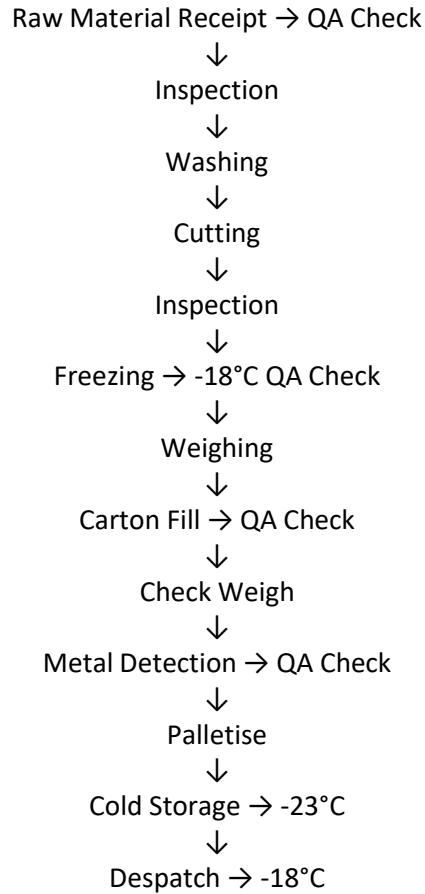 Raw Material Receipt → QA Check
↓
Inspection
↓
Washing
↓
Cutting
↓
Inspection
↓
Freezing → -18°C QA Check
↓
Weighing
↓
Carton Fill → QA Check
↓
Check Weigh
↓
Metal Detection → QA Check
↓
Palletise
↓
Cold Storage → -23°C
↓
Despatch → -18°C